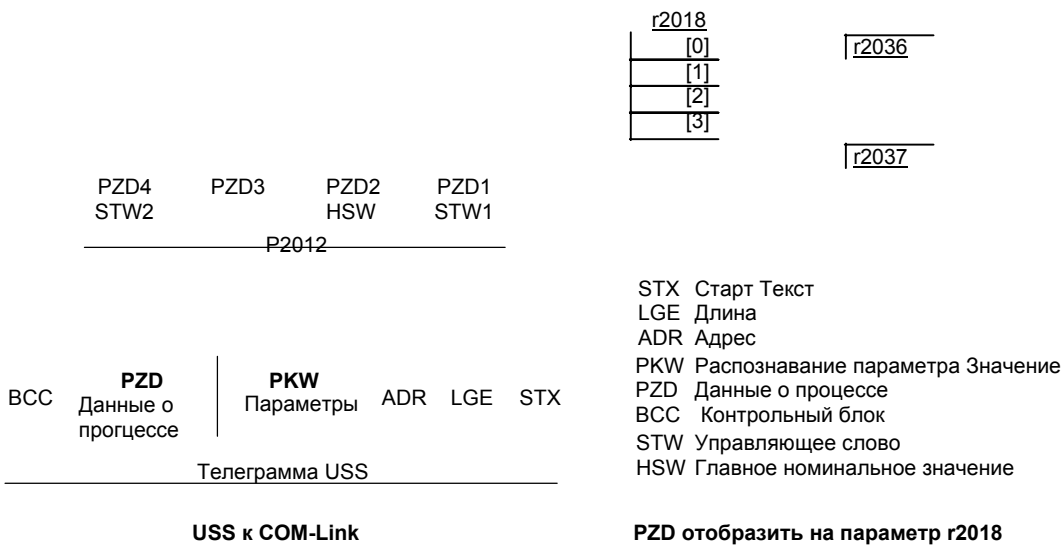 r2018
[0]
[1]
[2]
[3]
r2036
r2037
PZD4 PZD3 PZD2 PZD1
STW2 HSW STW1
P2012
BCC PZD Данные о прогцессе PKW Параметры ADR LGE STX
Телеграмма USS
STX Старт Текст
LGE Длина
ADR Адрес
PKW Распознавание параметра Значение
PZD Данные о процессе
BCC Контрольный блок
STW Управляющее слово
HSW Главное номинальное значение
USS к COM-Link
PZD отобразить на параметр r2018